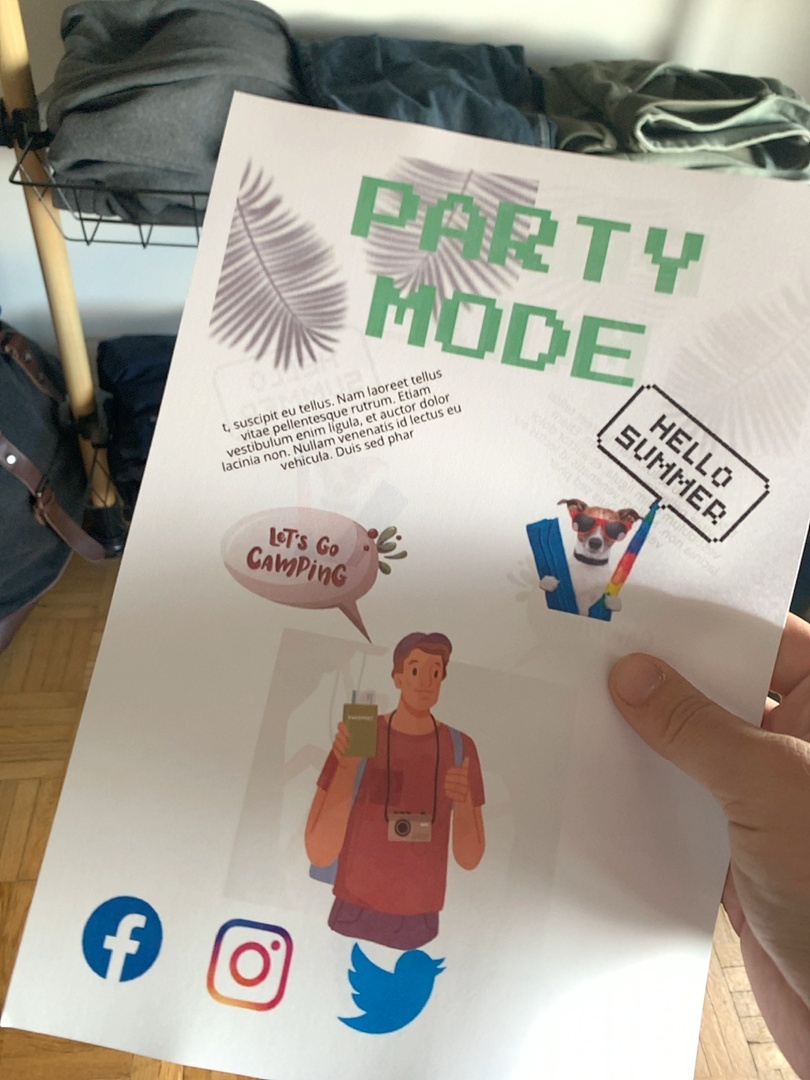 PARTY
MODE
t, suscipit eu tellus. Nam laoreet tellus
vitae pellentesque rutrum. Etiam
vestibulum enim ligula, et auctor dolor
lacinia non. Nullam venenatis id lectus eu
vehicula. Duis sed phar
HELLO
SUMMER
LET'S GO
CAMPING
PASSPORT